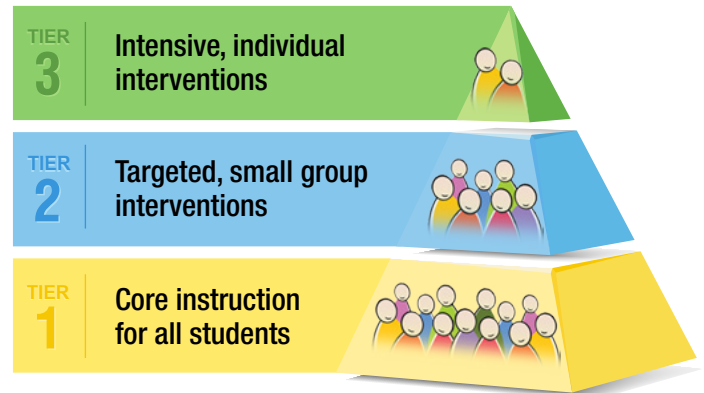 TIER
3
Intensive, individual
interventions
TIER
2
Targeted, small group
interventions
TIER
1
Core instruction
for all students